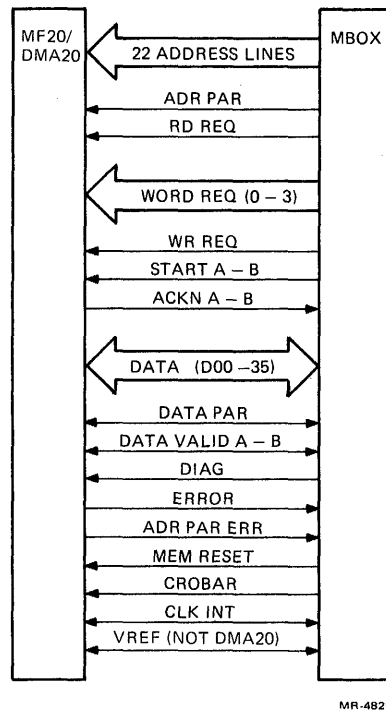 MF20/
DMA20
MBOX
22 ADDRESS LINES
ADR PAR
RD REQ
WORD REQ (0 – 3)
WR REQ
START A – B
ACKN A – B
DATA (D00 –35)
DATA PAR
DATA VALID A – B
DIAG
ERROR
ADR PAR ERR
MEM RESET
CROBAR
CLK INT
VREF (NOT DMA20)
MR-482